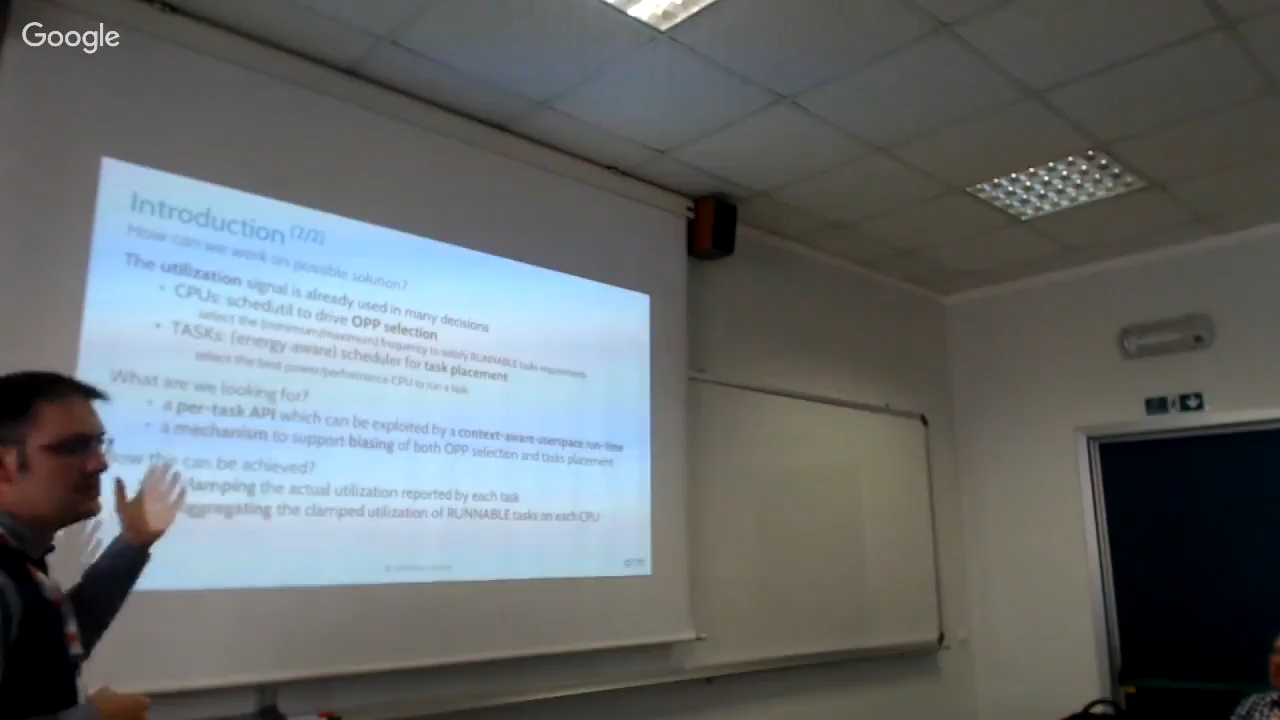 Google
Introduction (2/2)
How can we work on possible solution?
The utilization signal is already used in many decisions
• CPUs: schedutil to drive OPP selection
select the (minimum/maximum) frequency to satisfy RUNNABLE tasks requirements
• TASKs: (energy aware) scheduler for task placement
select the best power/performance CPU to run a task
What are we looking for?
• a per-task API which can be exploited by a context-aware userspace run-time
• a mechanism to support biasing of both OPP selection and tasks placement
How this can be achieved?
clamping the actual utilization reported by each task
aggregating the clamped utilization of RUNNABLE tasks on each CPU
arm